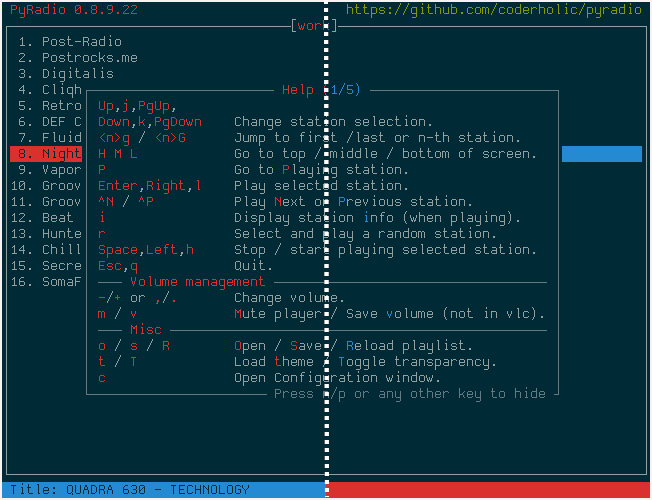 PyRadio 0.8.9.22 https://github.com/coderholic/pyradio
[wor ]
1. Post-Radio
2. Postrocks.me
3. Digitalis
4. Cliqh Help (1/5)
5. Retro Up,j,PgUp,
6. DEF C Down,k,PgDown Change station selection.
7. Fluid <n>g / <n>G Jump to first /last or n-th station.
8. Night H M L Go to top / middle / bottom of screen.
9. Vapor P Go to Playing station.
10. Groov Enter,Right,l Play selected station.
11. Groov ^N / ^P Play Next or Previous station.
12. Beat i Display station info (when playing).
13. Hunte r Select and play a random station.
14. Chill Space,Left,h Stop / start playing selected station.
15. Secre Esc,q Quit.
16. SomaF Volume management
-/+ or ,/. Change volume.
m / v Mute player / Save volume (not in vlc).
Misc
o / s / R Open / Save / Reload playlist.
t / T Load theme / Toggle transparency.
c Open Configuration window.
Press n/p or any other key to hide
Title: QUADRA 630 - TECHNOLOGY